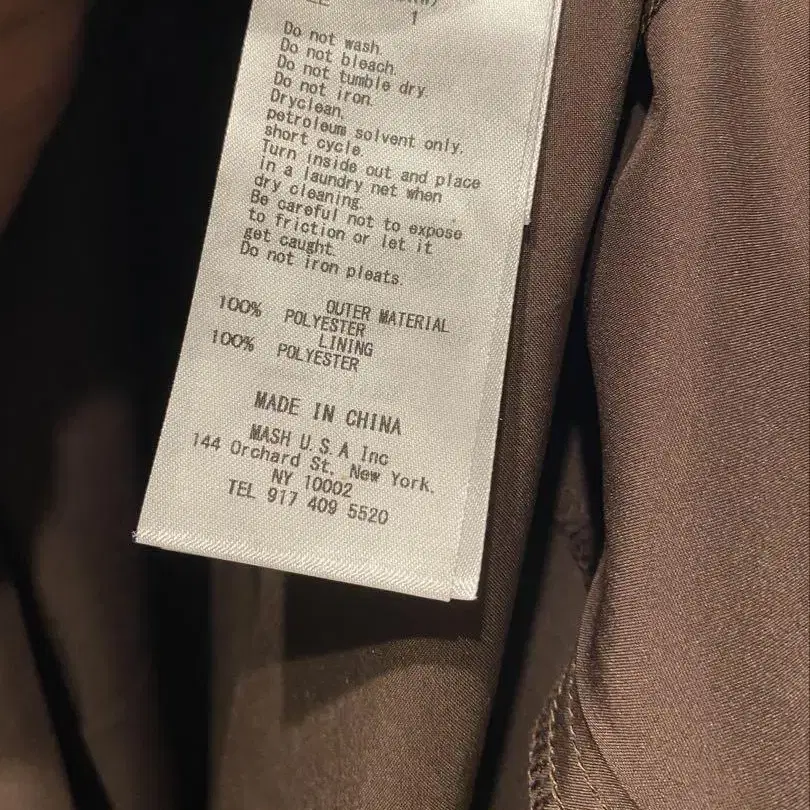 1
Do not wash.
Do not bleach.
Do not tumble dry.
Do not iron.
Dryclean,
petroleum solvent only.
short cycle.
Turn inside out and place
in a laundry net when
dry cleaning.
Be careful not to expose
to friction or let it
get caught.
Do not iron pleats.
OUTER MATERIAL
100% POLYESTER
LINING
100% POLYESTER
MADE IN CHINA
MASH U.S.A Inc
144 Orchard St. New York.
NY 10002
TEL 917 409 5520